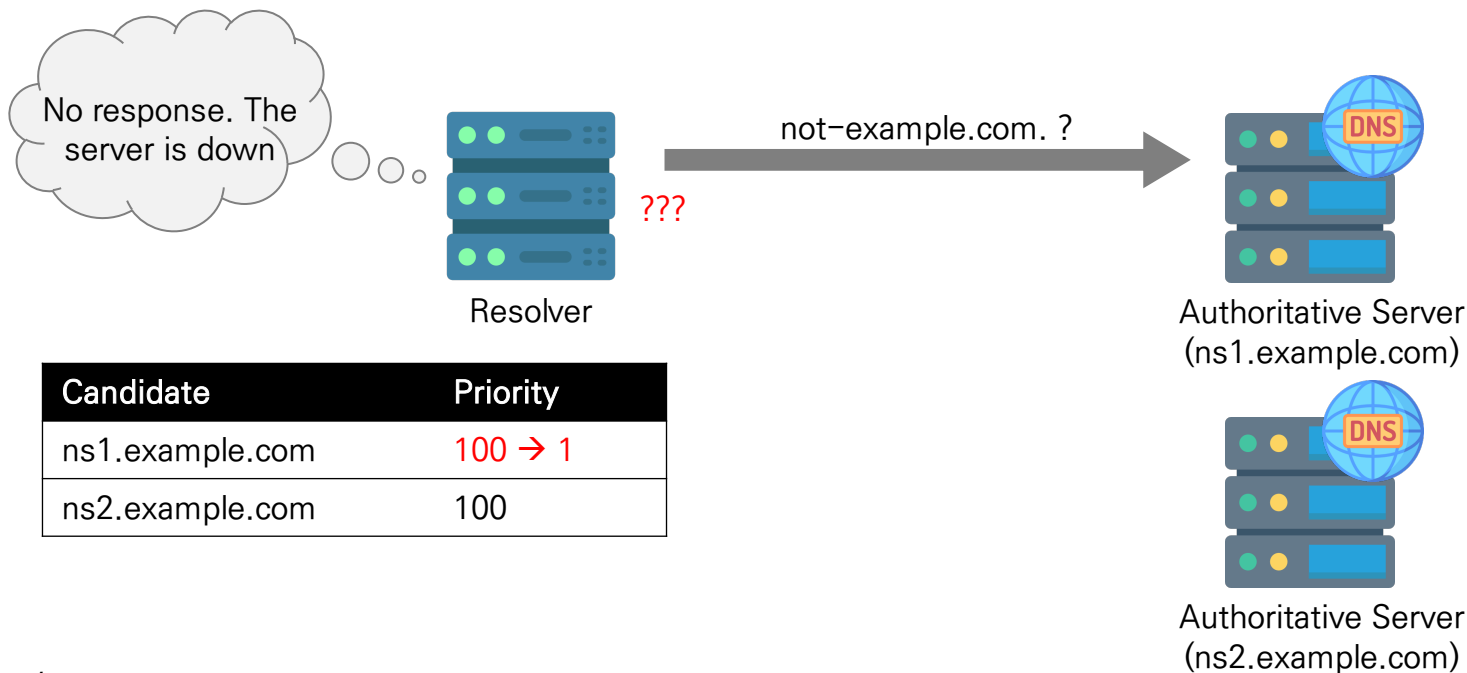 No response. The
server is down
not-example.com. ?
DNS
???
Resolver
Authoritative Server
(ns1.example.com)
Candidate Priority
ns1.example.com 100 → 1
ns2.example.com 100
DNS
Authoritative Server
(ns2.example.com)